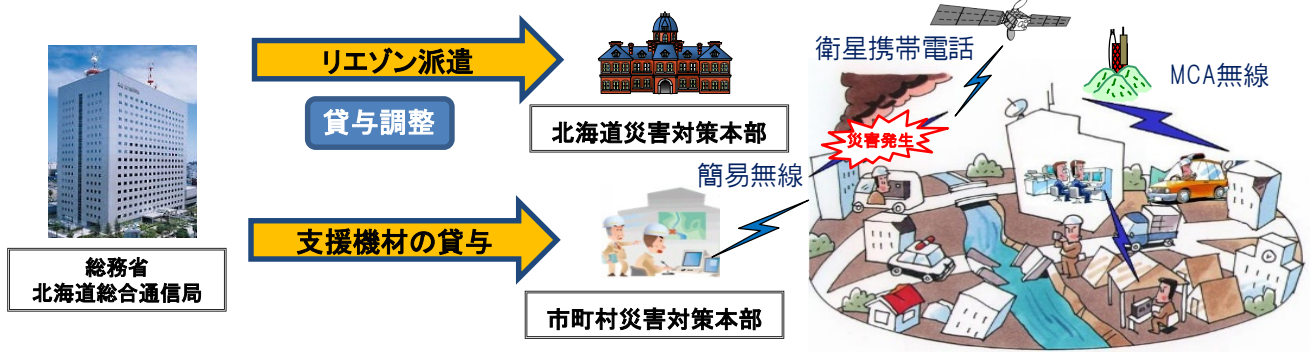 総務省
北海道総合通信局
リエゾン派遣
貸与調整
支援機材の貸与
北海道災害対策本部
市町村災害対策本部
衛星携帯電話
MCA無線
災害発生
簡易無線